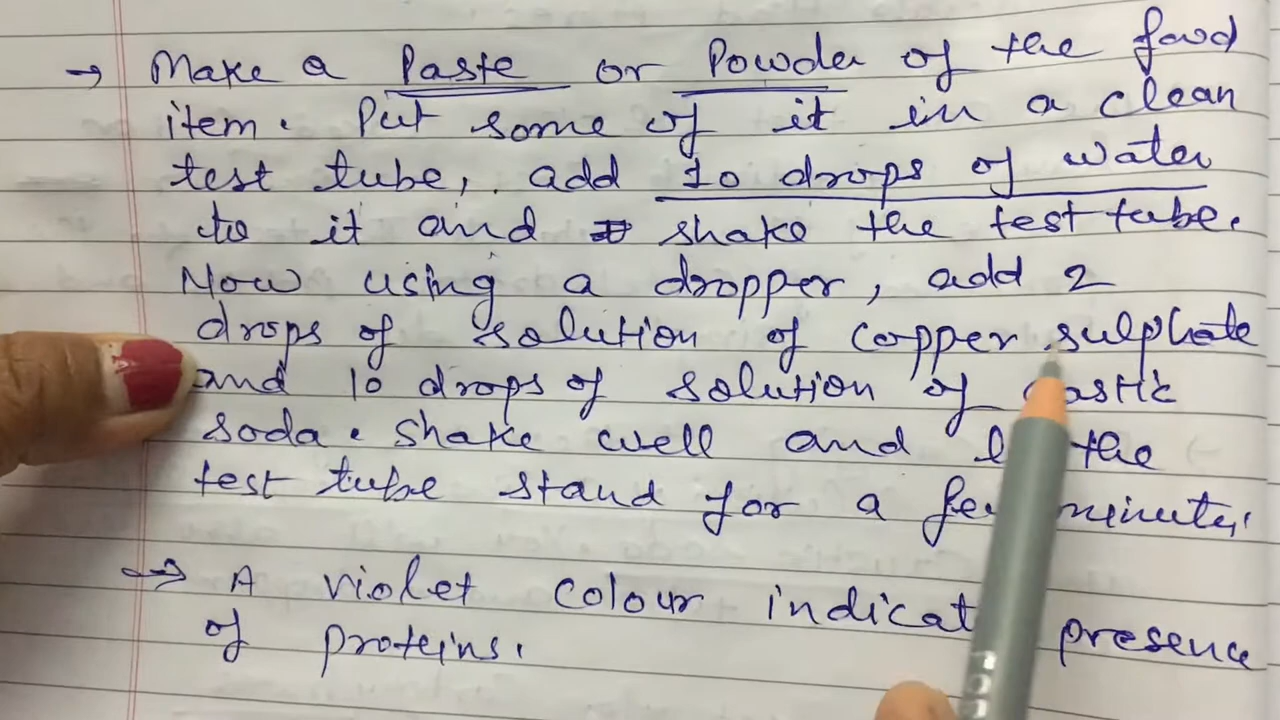 → Make a Paste or Powder of the food
item. Put some of it in a clean
test tube, add 10 drops of water
to it and shake the test tube.
Now using a dropper, add 2
drops of solution of copper sulphate
and 10 drops of solution of
soda. Shake well and the
test tube stand for a minutes.
→ A violet colour presence
of proteins.